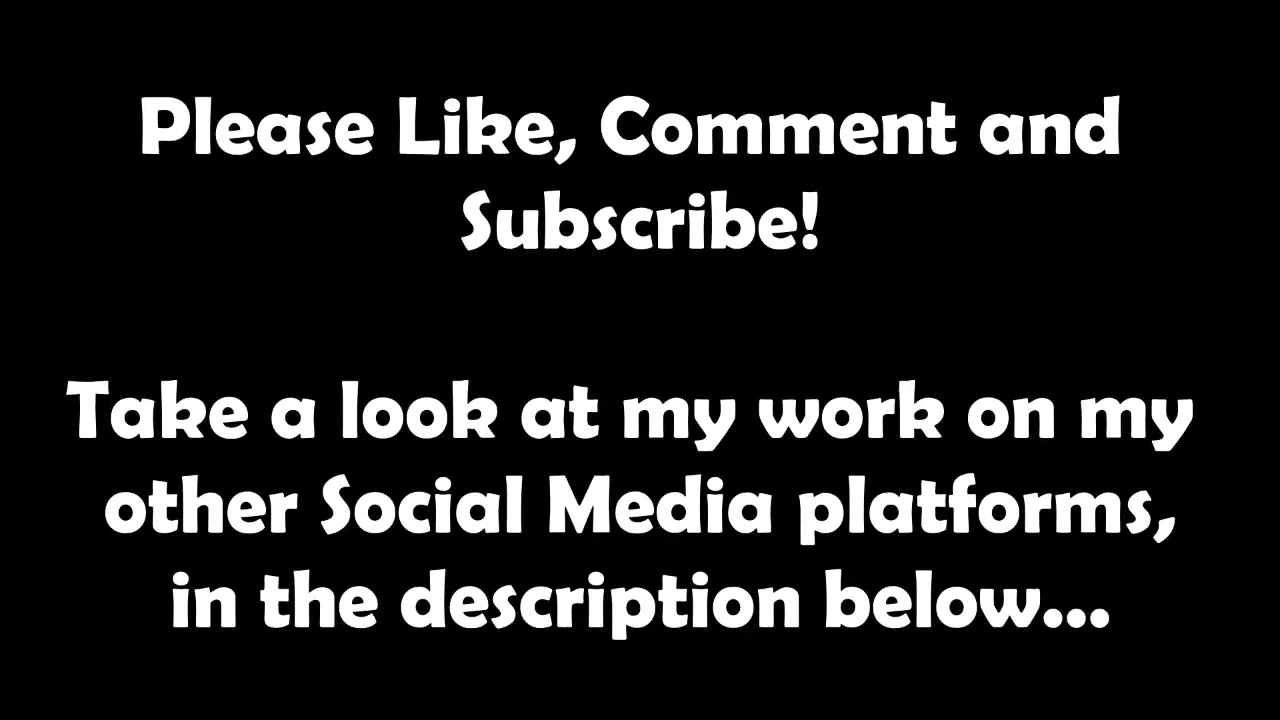 Please Like, Comment and
Subscribe!
Take a look at my work on my
other Social Media platforms,
in the description below...